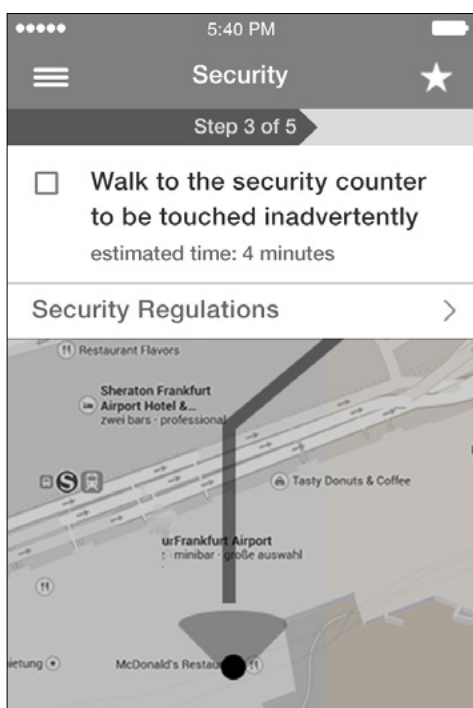 5:40 PM
Security
Step 3 of 5
Walk to the security counter
to be touched inadvertently
estimated time: 4 minutes
Security Regulations
Restaurant Flavors
Sheraton Frankfurt
Airport Hotel &...
zwei bars · professional
S
Tasty Donuts & Coffee
urFrankfurt Airport
minibar · große auswahl
McDonald's Restau
ietung